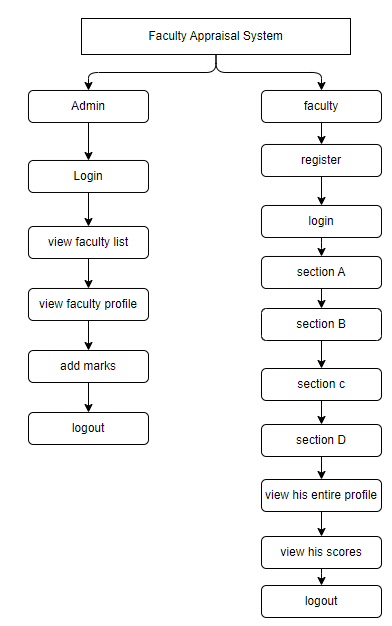 Faculty Appraisal System
Admin
Login
view faculty list
view faculty profile
add marks
logout
faculty
register
login
section A
section B
section c
section D
view his entire profile
view his scores
logout